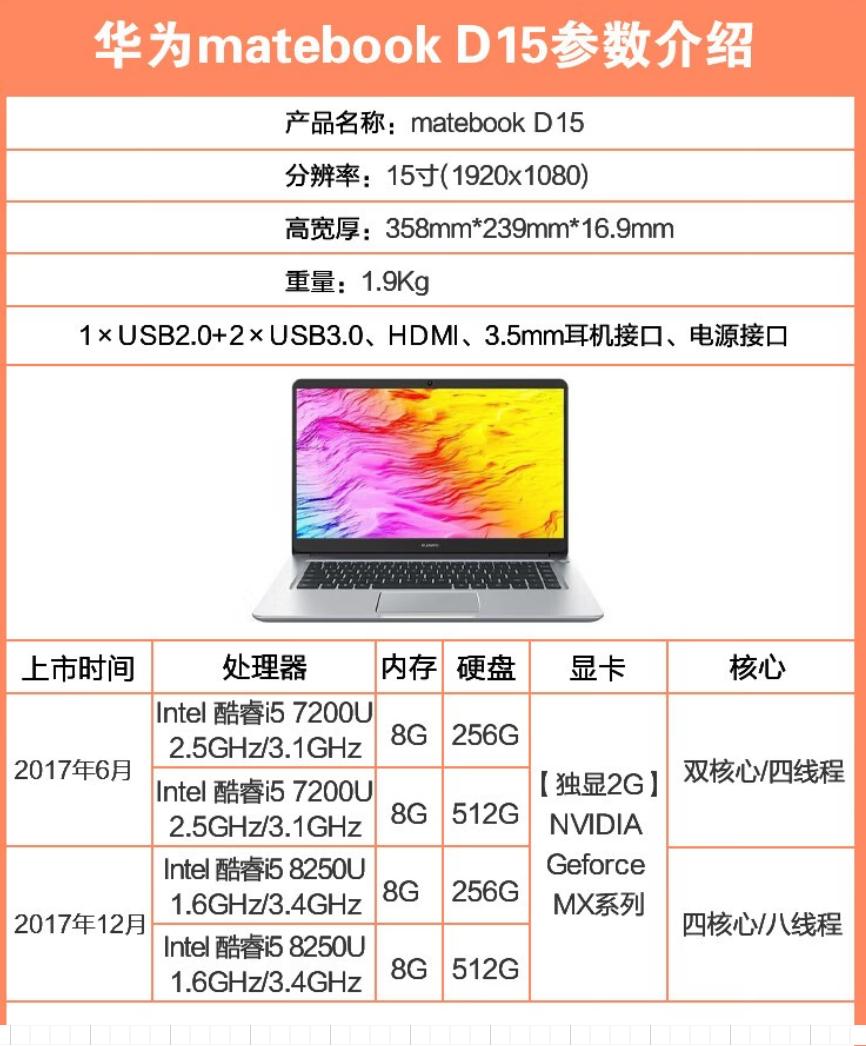 华为matebook D15参数介绍
产品名称：matebook D15
分辨率：15寸(1920x1080)
高宽厚：358mm*239mm*16.9mm
重量：1.9Kg
1×USB2.0+2×USB3.0、HDMI、3.5mm耳机接口、电源接口
HUAWEI
上市时间 处理器 内存 硬盘 显卡 核心
2017年6月
Intel 酷睿i5 7200U
2.5GHz/3.1GHz
8G 256G
Intel 酷睿i5 7200U
2.5GHz/3.1GHz
8G 512G
【独显2G】
NVIDIA
Geforce
MX系列
双核心/四线程
2017年12月
Intel 酷睿i5 8250U
1.6GHz/3.4GHz
8G 256G
Intel 酷睿i5 8250U
1.6GHz/3.4GHz
8G 512G
四核心/八线程